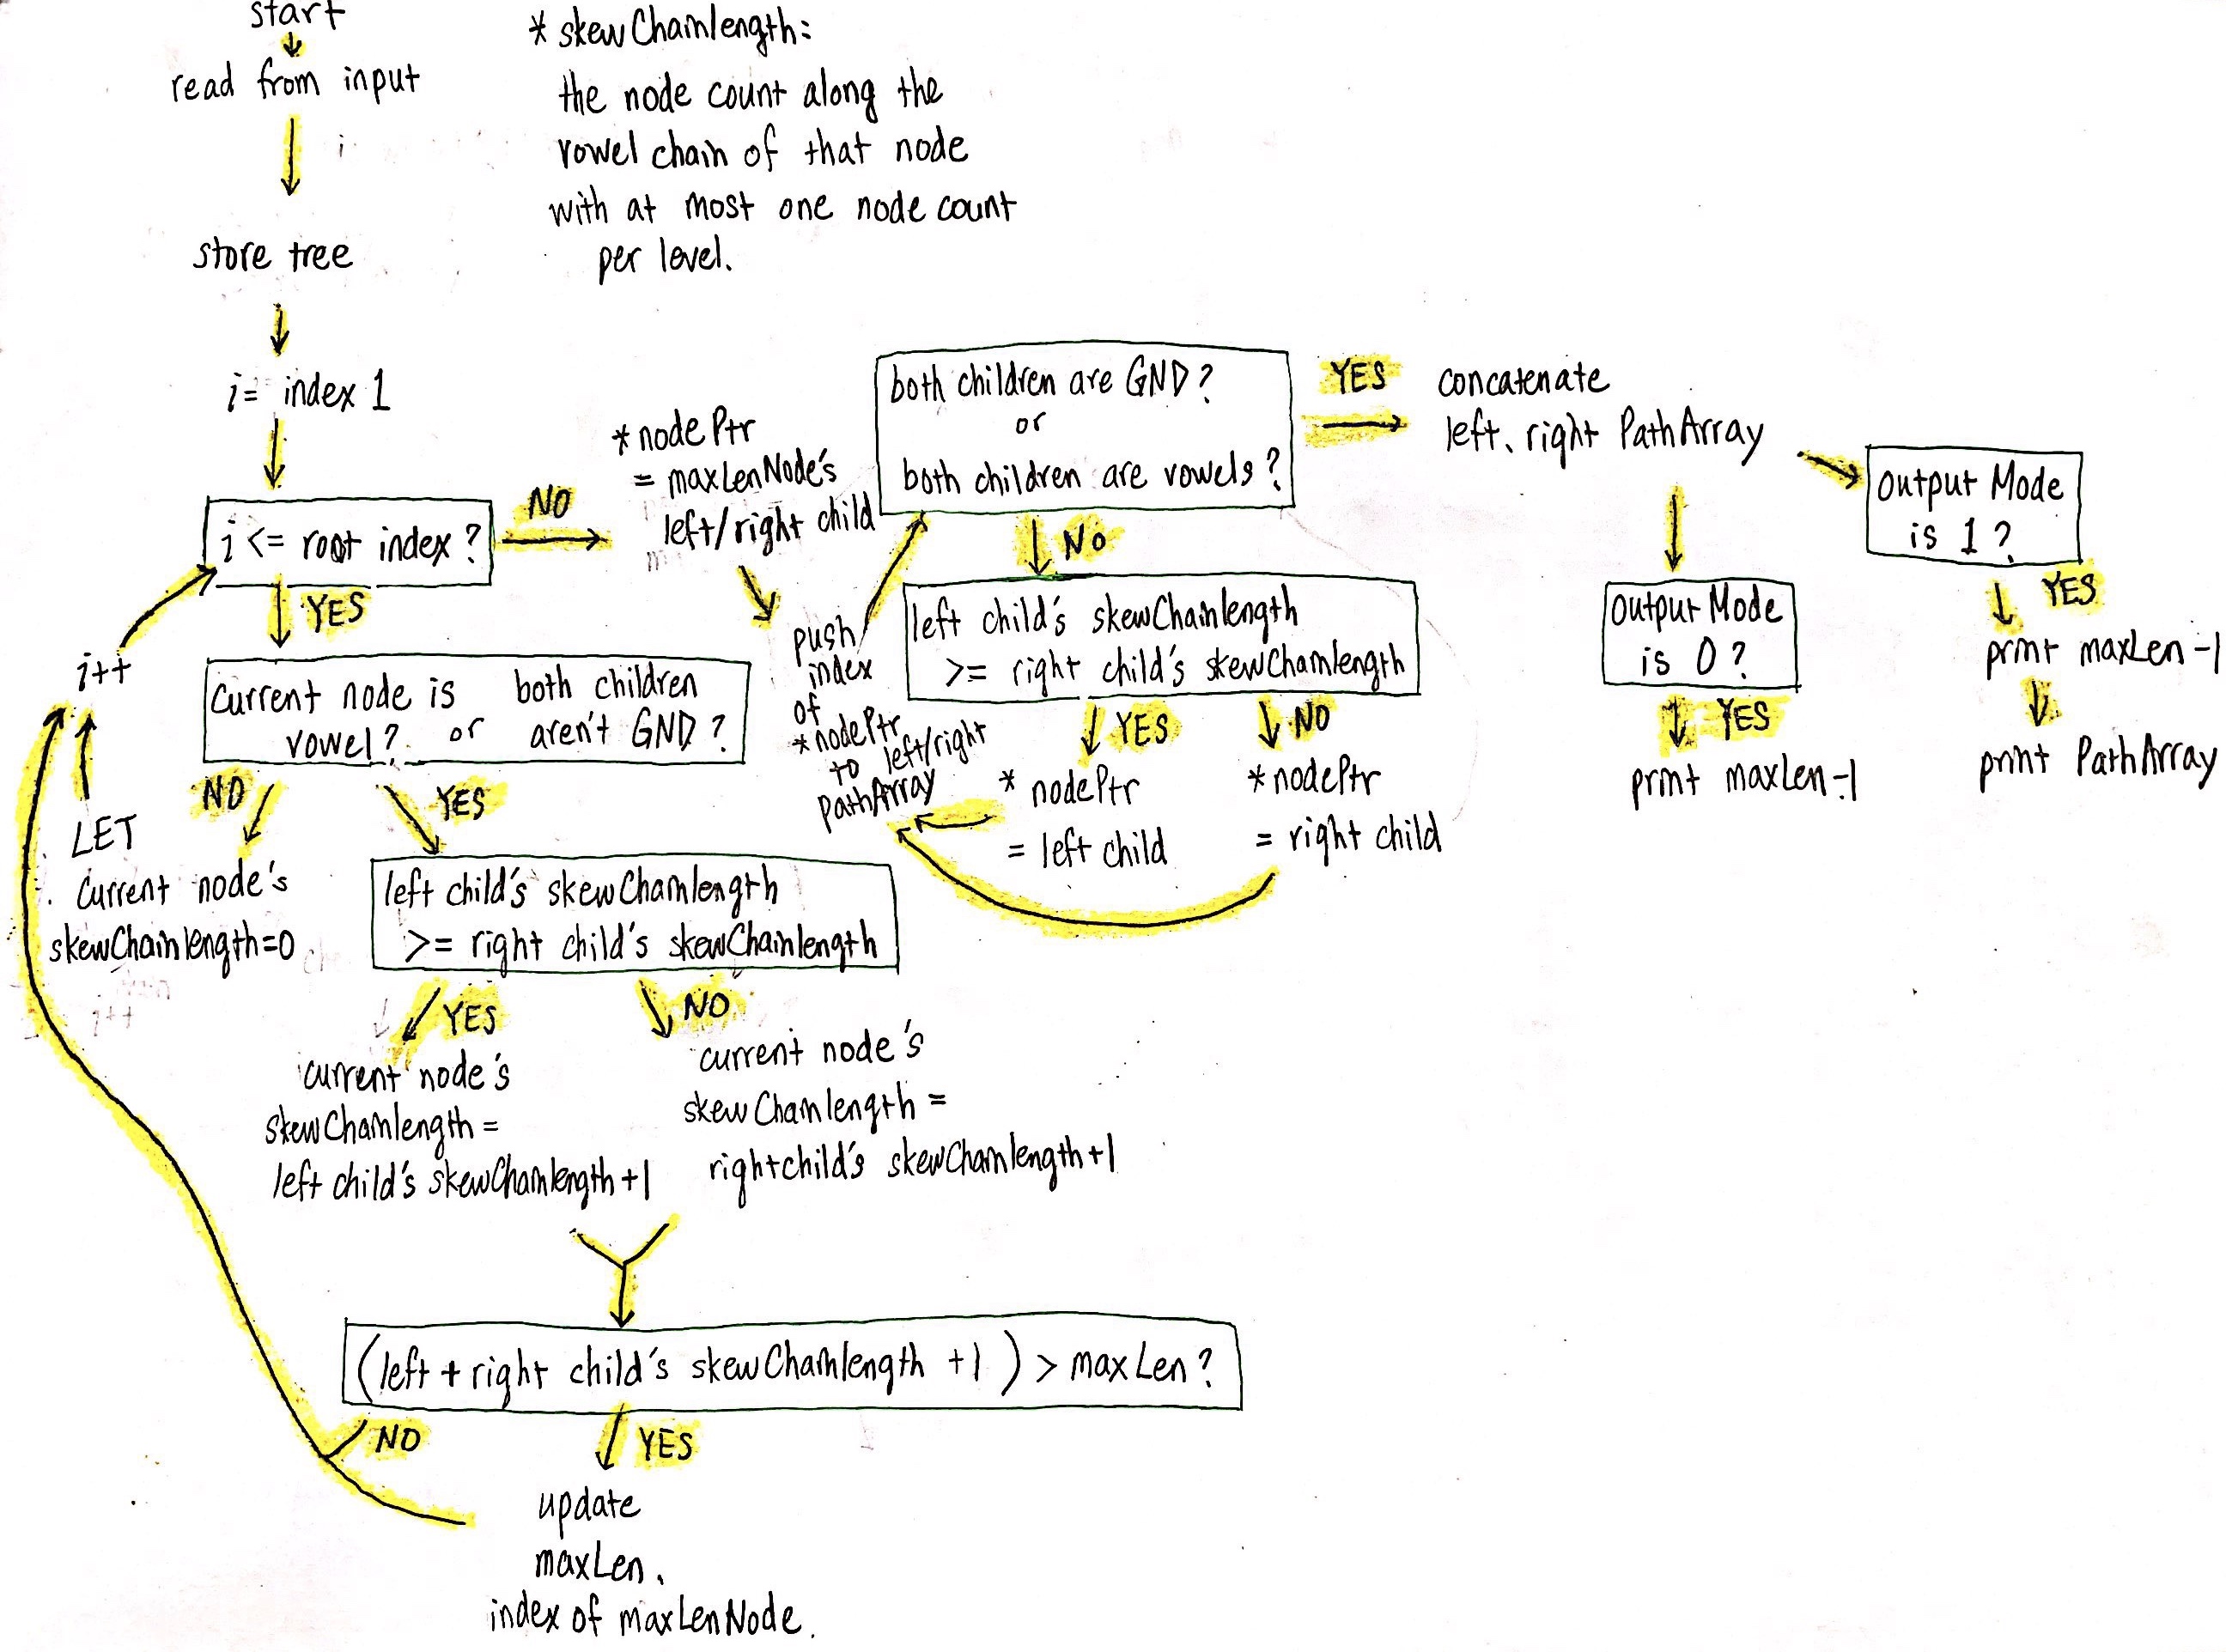 start
read from input
i
store tree
i = index 1
i <= root index ?
NO
YES
i++
* skewChainlength:
the node count along the
vowel chain of that node
with at most one node count
per level.
current node is both children
vowel? or aren't GND ?
NO
YES
LET
current node's
skewChainlength=0
i++
left child's skewChainlength
>= right child's skewChainlength
YES
NO
current node's
skewChainlength =
left child's skewChainlength+1
current node's
skewChainlength =
rightchild's skewChainlength+1
(left + right child's skewChainlength +1) > maxLen ?
NO
YES
update
maxLen,
index of maxLenNode.
* nodePtr
= maxLenNode's
left/right child
push
index
of
* nodePtr
to left/right
PathArray
both children are GND ?
or
both children are vowels ?
YES
NO
left child's skewChainlength
>= right child's skewChainlength
YES
NO
* nodePtr
= left child
* nodePtr
= right child
concatenate
left, right PathArray
Output Mode
is 0 ?
YES
print maxLen-1
Output Mode
is 1 ?
YES
print maxLen-1
print PathArray